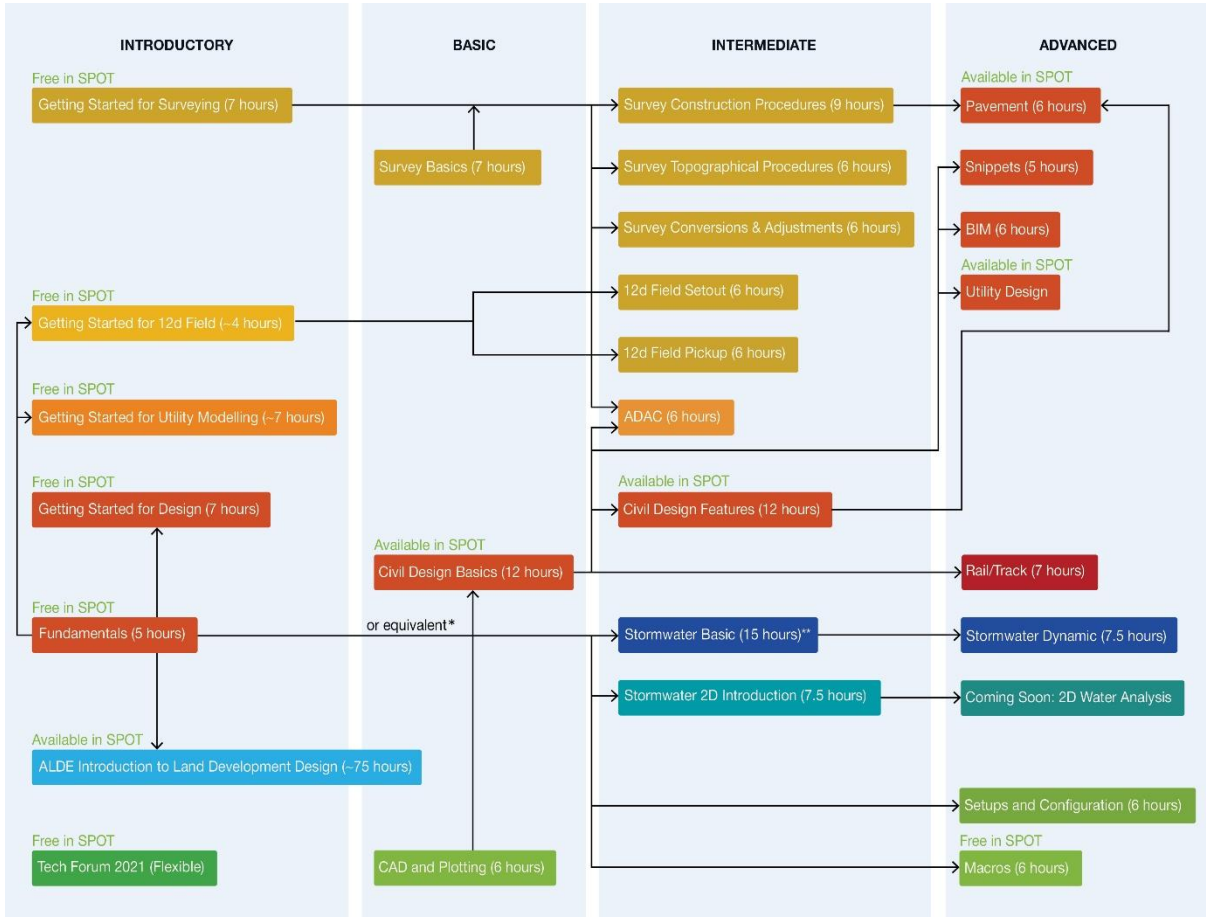 INTRODUCTORY
BASIC
INTERMEDIATE
ADVANCED
Free in SPOT
Getting Started for Surveying (7 hours)
Survey Construction Procedures (9 hours)
Available in SPOT
Pavement (6 hours)
Survey Basics (7 hours)
Survey Topographical Procedures (6 hours)
Snippets (5 hours)
Survey Conversions & Adjustments (6 hours)
BIM (6 hours)
Free in SPOT
Getting Started for 12d Field (~4 hours)
12d Field Setout (6 hours)
Available in SPOT
Utility Design
12d Field Pickup (6 hours)
Free in SPOT
Getting Started for Utility Modelling (~7 hours)
ADAC (6 hours)
Free in SPOT
Getting Started for Design (7 hours)
Available in SPOT
Civil Design Features (12 hours)
Available in SPOT
Civil Design Basics (12 hours)
Rail/Track (7 hours)
Free in SPOT
Fundamentals (5 hours)
or equivalent*
Stormwater Basic (15 hours)**
Stormwater Dynamic (7.5 hours)
Stormwater 2D Introduction (7.5 hours)
Coming Soon: 2D Water Analysis
Available in SPOT
ALDE Introduction to Land Development Design (~75 hours)
Setups and Configuration (6 hours)
Free in SPOT
Tech Forum 2021 (Flexible)
CAD and Plotting (6 hours)
Free in SPOT
Macros (6 hours)